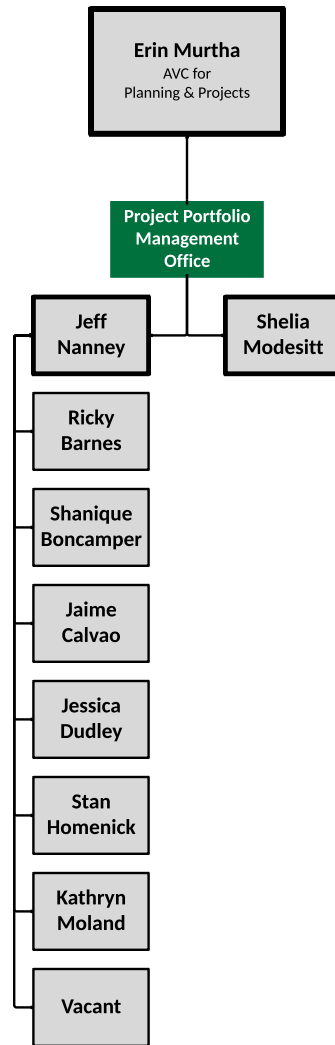 Erin Murtha
AVC for
Planning & Projects
Project Portfolio
Management
Office
Jeff
Nanney
Shelia
Modesitt
Ricky
Barnes
Shanique
Boncamper
Jaime
Calvao
Jessica
Dudley
Stan
Homenick
Kathryn
Moland
Vacant